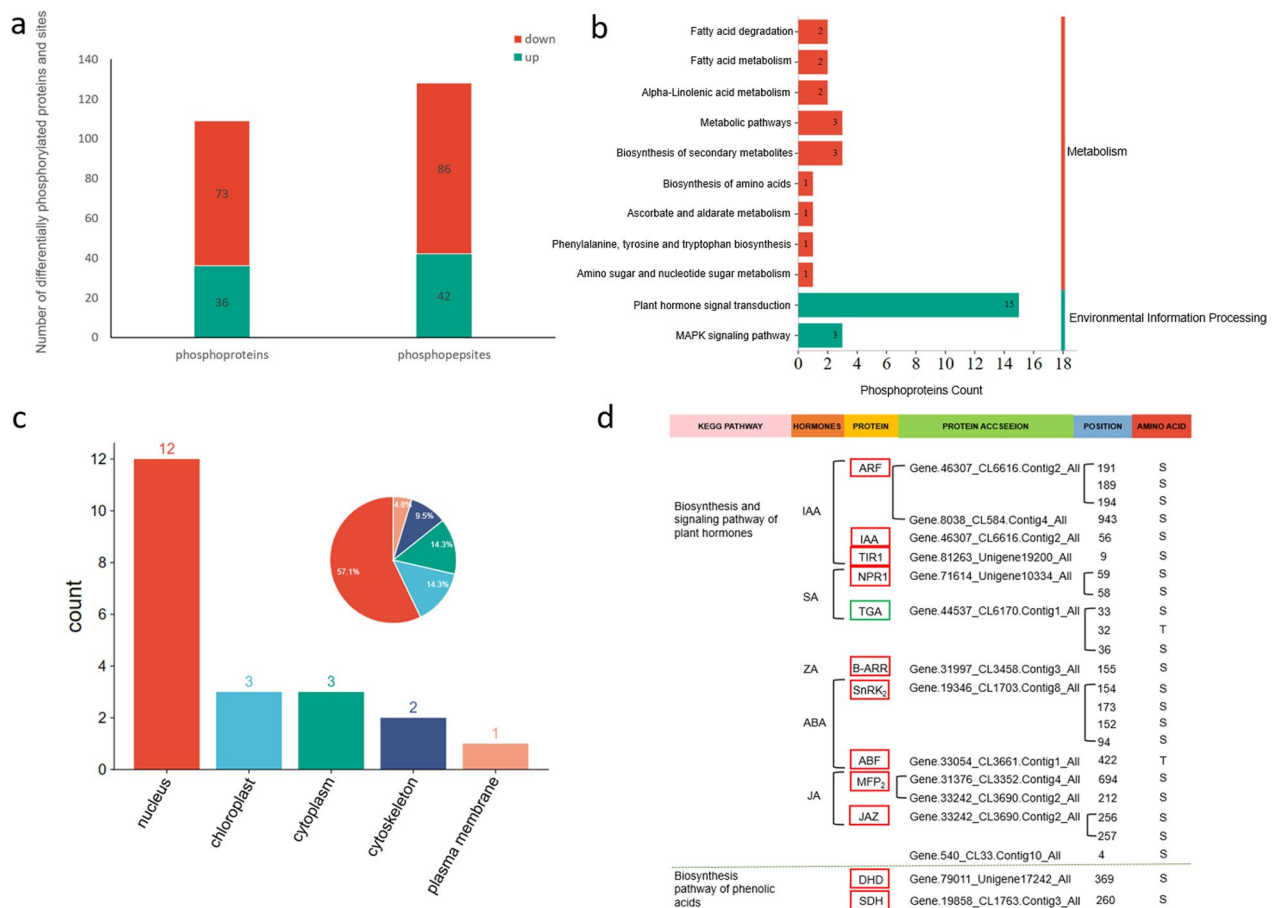 a
Number of differentially phosphorylated proteins and sites
down
up
140
120
100
80
60
40
20
0
73
36
86
42
phosphoproteins
phosphopepsites
b
Fatty acid degradation
2
Fatty acid metabolism
2
Alpha-Linolenic acid metabolism
2
Metabolic pathways
3
Biosynthesis of secondary metabolites
3
Biosynthesis of amino acids
1
Ascorbate and aldarate metabolism
1
Phenylalanine, tyrosine and tryptophan biosynthesis
1
Amino sugar and nucleotide sugar metabolism
1
Plant hormone signal transduction
15
MAPK signaling pathway
3
Metabolism
Environmental Information Processing
0 2 4 6 8 10 12 14 16 18
Phosphoproteins Count
c
count
12
10
8
6
4
2
0
12
3
3
2
1
4.8%
9.5%
14.3%
14.3%
57.1%
nucleus
chloroplast
cytoplasm
cytoskeleton
plasma membrane
d
KEGG PATHWAY HORMONES PROTEIN PROTEIN ACCSEEION POSITION AMINO ACID
Biosynthesis and
signaling pathway of
plant hormones
IAA
ARF Gene.46307_CL6616.Contig2_All 191 S
189 S
194 S
Gene.8038_CL584.Contig4_All 943 S
IAA Gene.46307_CL6616.Contig2_All 56 S
TIR1 Gene.81263_Unigene19200_All 9 S
SA
NPR1 Gene.71614_Unigene10334_All 59 S
58 S
TGA Gene.44537_CL6170.Contig1_All 33 S
32 T
36 S
ZA B-ARR Gene.31997_CL3458.Contig3_All 155 S
ABA
SnRK2 Gene.19346_CL1703.Contig8_All 154 S
173 S
152 S
94 S
ABF Gene.33054_CL3661.Contig1_All 422 T
JA
MFP2 Gene.31376_CL3352.Contig4_All 694 S
Gene.33242_CL3690.Contig2_All 212 S
JAZ Gene.33242_CL3690.Contig2_All 256 S
257 S
Gene.540_CL33.Contig10_All 4 S
Biosynthesis
pathway of phenolic
acids
DHD Gene.79011_Unigene17242_All 369 S
SDH Gene.19858_CL1763.Contig3_All 260 S